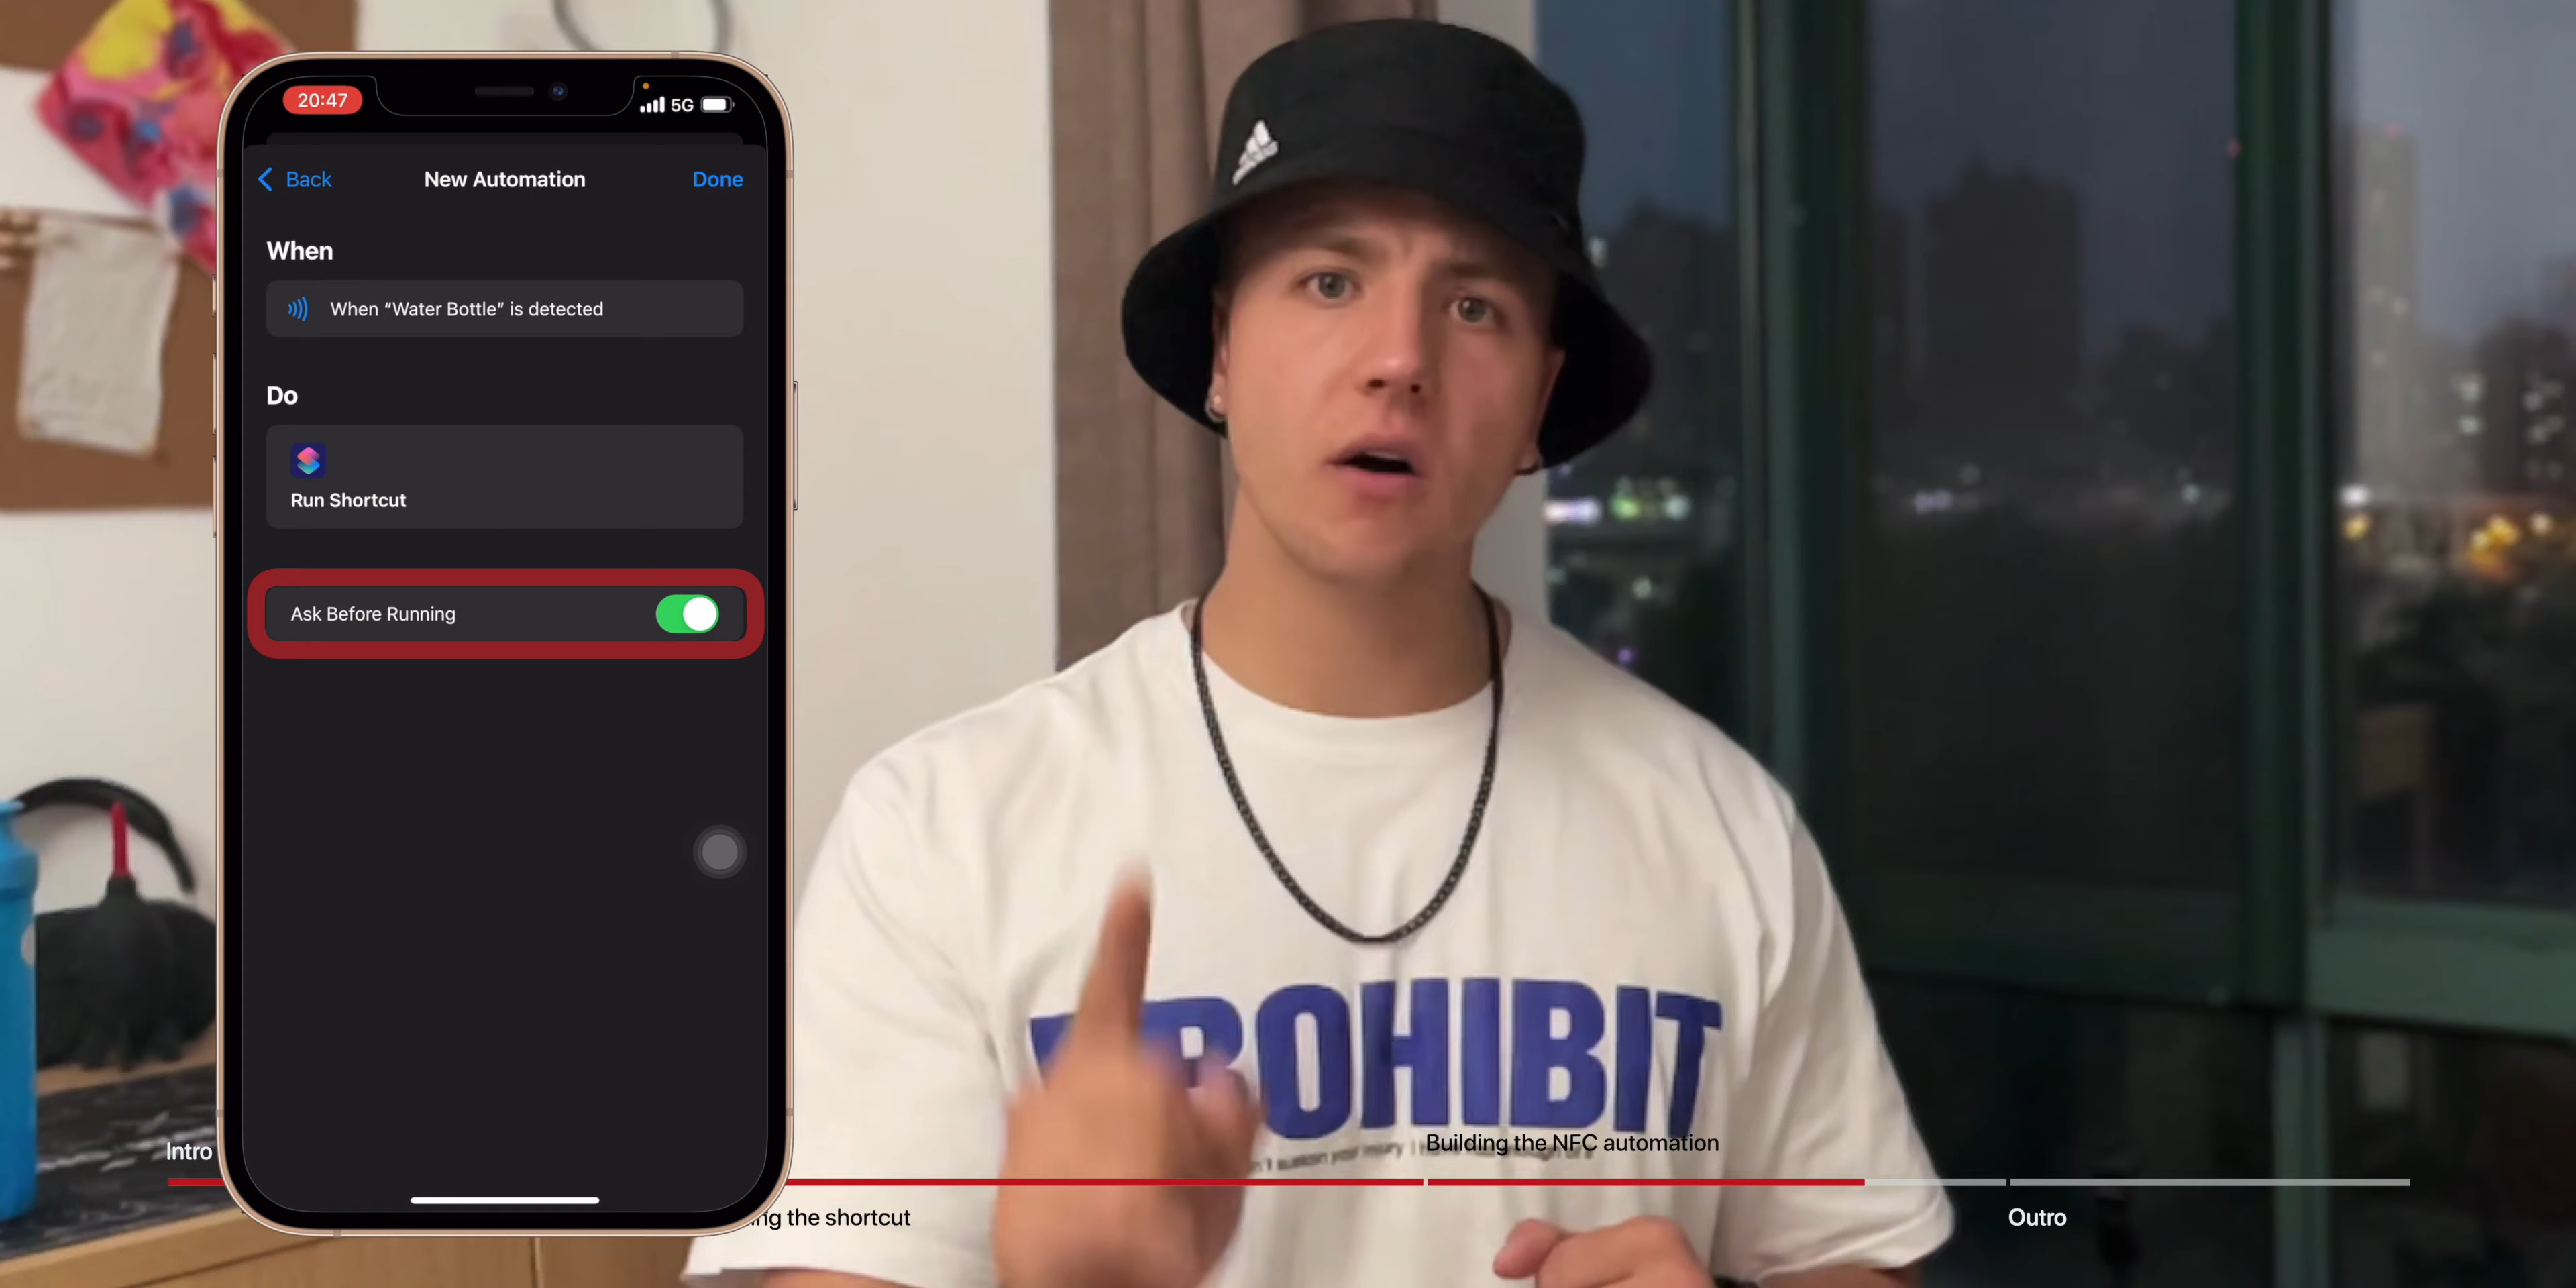 20:47
5G
Back
New Automation
Done
When
When “Water Bottle” is detected
Do
Run Shortcut
Ask Before Running
OHIBIT
Building the NFC automation
Intro
the shortcut
Outro